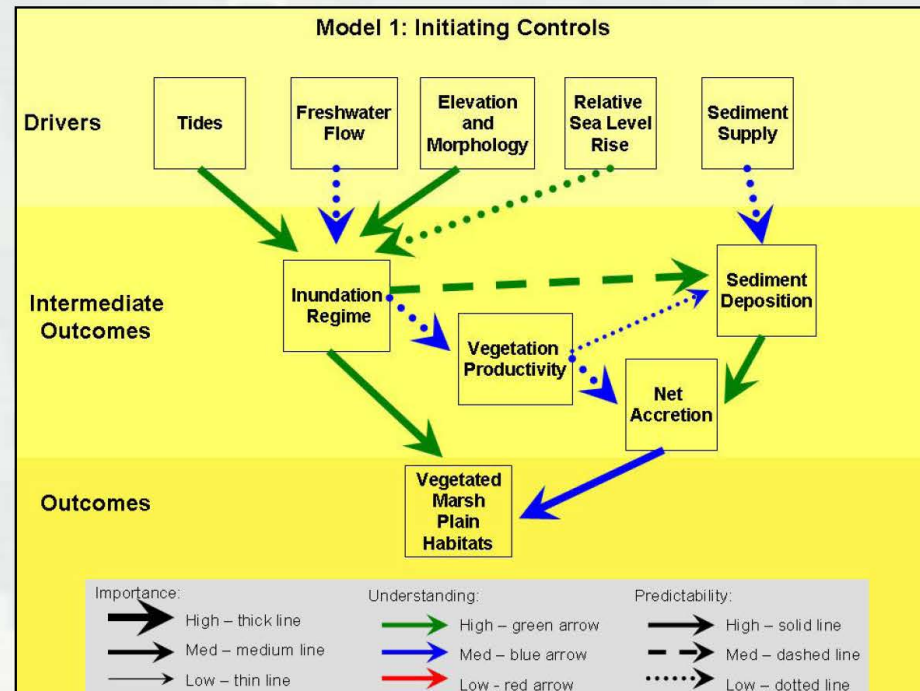 Model 1: Initiating Controls
Drivers
Tides
Freshwater
Flow
Elevation
and
Morphology
Relative
Sea Level
Rise
Sediment
Supply
Intermediate
Outcomes
Inundation
Regime
Vegetation
Productivity
Sediment
Deposition
Net
Accretion
Outcomes
Vegetated
Marsh
Plain
Habitats
Importance:
High – thick line
Med – medium line
Low – thin line
Understanding:
High – green arrow
Med – blue arrow
Low - red arrow
Predictability:
High – solid line
Med – dashed line
Low – dotted line